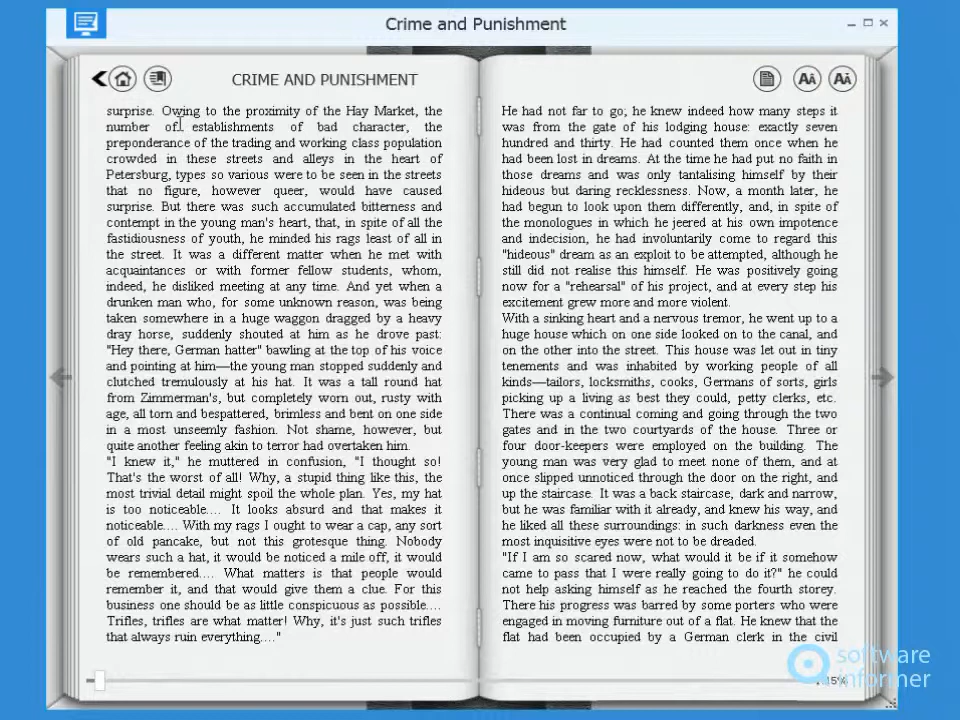 Crime and Punishment
CRIME AND PUNISHMENT
surprise. Owing to the proximity of the Hay Market, the
number of establishments of bad character, the
preponderance of the trading and working class population
crowded in these streets and alleys in the heart of
Petersburg, types so various were to be seen in the streets
that no figure, however queer, would have caused
surprise. But there was such accumulated bitterness and
contempt in the young man's heart, that, in spite of all the
fastidiousness of youth, he minded his rags least of all in
the street. It was a different matter when he met with
acquaintances or with former fellow students, whom,
indeed, he disliked meeting at any time. And yet when a
drunken man who, for some unknown reason, was being
taken somewhere in a huge waggon dragged by a heavy
dray horse, suddenly shouted at him as he drove past:
"Hey there, German hatter" bawling at the top of his voice
and pointing at him—the young man stopped suddenly and
clutched tremulously at his hat. It was a tall round hat
from Zimmerman's, but completely worn out, rusty with
age, all torn and bespattered, brimless and bent on one side
in a most unseemly fashion. Not shame, however, but
quite another feeling akin to terror had overtaken him.
"I knew it," he muttered in confusion, "I thought so!
That's the worst of all! Why, a stupid thing like this, the
most trivial detail might spoil the whole plan. Yes, my hat
is too noticeable.... It looks absurd and that makes it
noticeable.... With my rags I ought to wear a cap, any sort
of old pancake, but not this grotesque thing. Nobody
wears such a hat, it would be noticed a mile off, it would
be remembered.... What matters is that people would
remember it, and that would give them a clue. For this
business one should be as little conspicuous as possible....
Trifles, trifles are what matter! Why, it's just such trifles
that always ruin everything...."
AA AA
He had not far to go; he knew indeed how many steps it
was from the gate of his lodging house: exactly seven
hundred and thirty. He had counted them once when he
had been lost in dreams. At the time he had put no faith in
those dreams and was only tantalising himself by their
hideous but daring recklessness. Now, a month later, he
had begun to look upon them differently, and, in spite of
the monologues in which he jeered at his own impotence
and indecision, he had involuntarily come to regard this
"hideous" dream as an exploit to be attempted, although he
still did not realise this himself. He was positively going
now for a "rehearsal" of his project, and at every step his
excitement grew more and more violent.
With a sinking heart and a nervous tremor, he went up to a
huge house which on one side looked on to the canal, and
on the other into the street. This house was let out in tiny
tenements and was inhabited by working people of all
kinds—tailors, locksmiths, cooks, Germans of sorts, girls
picking up a living as best they could, petty clerks, etc.
There was a continual coming and going through the two
gates and in the two courtyards of the house. Three or
four door-keepers were employed on the building. The
young man was very glad to meet none of them, and at
once slipped unnoticed through the door on the right, and
up the staircase. It was a back staircase, dark and narrow,
but he was familiar with it already, and knew his way, and
he liked all these surroundings: in such darkness even the
most inquisitive eyes were not to be dreaded.
"If I am so scared now, what would it be if it somehow
came to pass that I were really going to do it?" he could
not help asking himself as he reached the fourth storey.
There his progress was barred by some porters who were
engaged in moving furniture out of a flat. He knew that the
flat had been occupied by a German clerk in the civil
software
informer